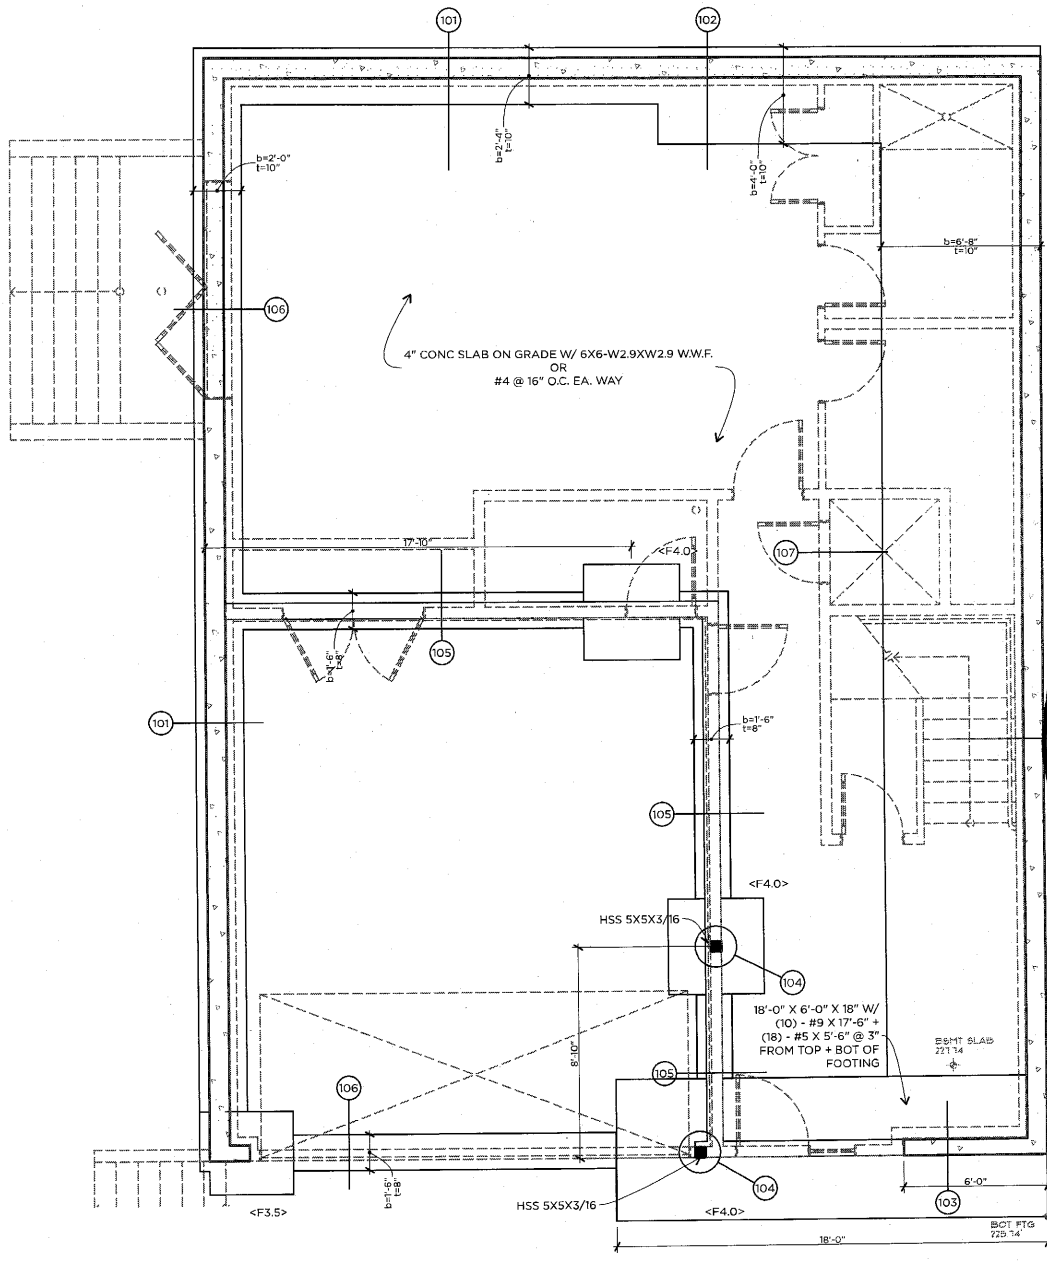 101
102
b=2'-4"
t=10"
b=4'-0"
t=10"
b=2'-0"
t=10"
b=6'-8"
t=10"
106
4" CONC SLAB ON GRADE W/ 6X6-W2.9XW2.9 W.W.F.
OR
#4 @ 16" O.C. EA. WAY
17'-10"
<F4.0>
107
b=1'-6"
t=8"
105
101
b=1'-6"
t=8"
105
<F4.0>
HSS 5X5X3/16
104
18'-0" X 6'-0" X 18" W/
(10) - #9 X 17'-6" +
(18) - #5 X 5'-6" @ 3"
FROM TOP + BOT OF
FOOTING
BSMT SLAB
8'-10"
105
106
b=1'-6"
t=8"
104
6'-0"
103
HSS 5X5X3/16
<F3.5>
<F4.0>
BOT FTG
18'-0"